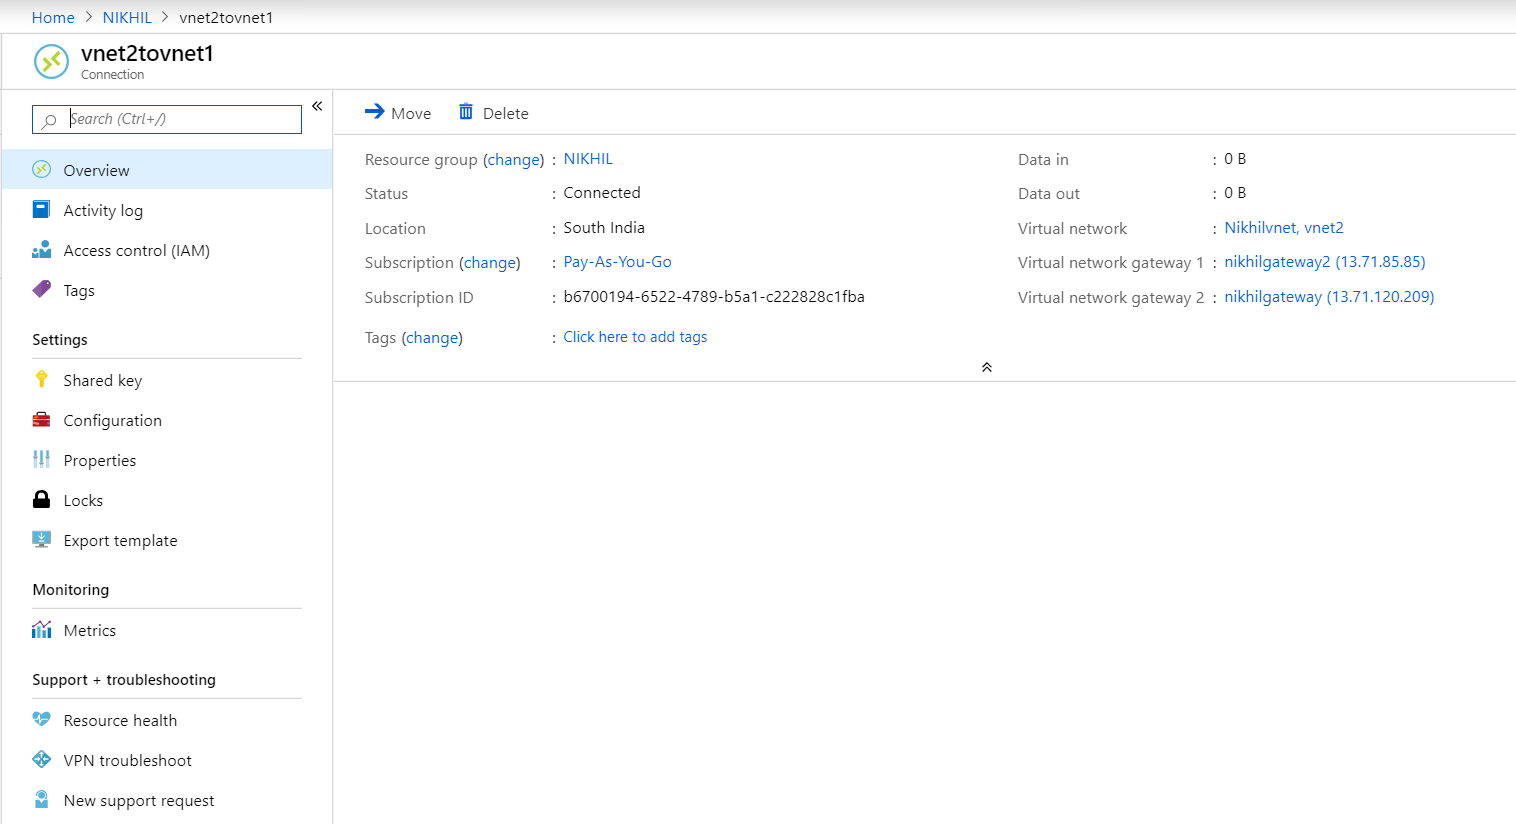 Home > NIKHIL > vnet2tovnet1
vnet2tovnet1
Connection
Search (Ctrl+/)
«
Overview
Activity log
Access control (IAM)
Tags
Settings
Shared key
Configuration
Properties
Locks
Export template
Monitoring
Metrics
Support + troubleshooting
Resource health
VPN troubleshoot
New support request
Move Delete
Resource group (change) : NIKHIL
Status : Connected
Location : South India
Subscription (change) : Pay-As-You-Go
Subscription ID : b6700194-6522-4789-b5a1-c222828c1fba
Tags (change) : Click here to add tags
Data in : 0 B
Data out : 0 B
Virtual network : Nikhilvnet, vnet2
Virtual network gateway 1 : nikhilgateway2 (13.71.85.85)
Virtual network gateway 2 : nikhilgateway (13.71.120.209)